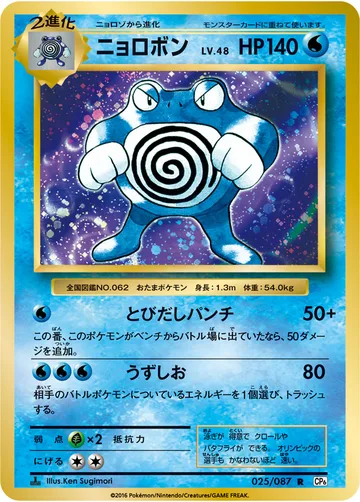 2進化
ニョロゾから進化
モンスターカードに重ねて使います。
ニョロボン LV.48 HP140
全国図鑑NO.062 おたまポケモン 身長：1.3m 体重：54.0kg
とびだしパンチ 50+
この番、このポケモンがベンチからバトル場に出ていたなら、50ダメージを追加。
うずしお 80
相手のバトルポケモンについているエネルギーを1個選び、トラッシュする。
弱点 ×2 抵抗力
にげる
泳ぎが 得意で クロールや
バタフライが できる。 オリンピックの
選手も かなわないほど 速い。
Illus.Ken Sugimori
025/087 R CP6
©2016 Pokémon/Nintendo/Creatures/GAME FREAK.